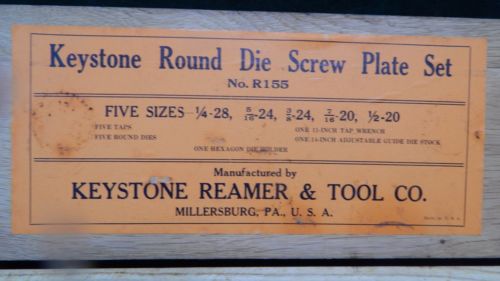 Keystone Round Die Screw Plate Set
No. R155
FIVE SIZES ¼-28, 5/16-24, 3/8-24, 7/16-20, ½-20
FIVE TAPS
ONE 11-INCH TAP WRENCH
FIVE ROUND DIES
ONE 14-INCH ADJUSTABLE GUIDE DIE STOCK
ONE HEXAGON DIE HOLDER
Manufactured by
KEYSTONE REAMER & TOOL CO.
MILLERSBURG, PA., U. S. A.